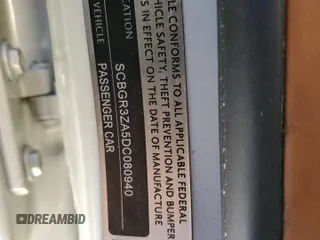 LE CONFORMS TO ALL APPLICABLE FEDERAL
HICLE SAFETY, THEFT PREVENTION AND BUMPER
S IN EFFECT ON THE DATE OF MANUFACTURE
SCBGR3ZA5DC080940
VEHICLE
PASSENGER CAR
DREAMBID